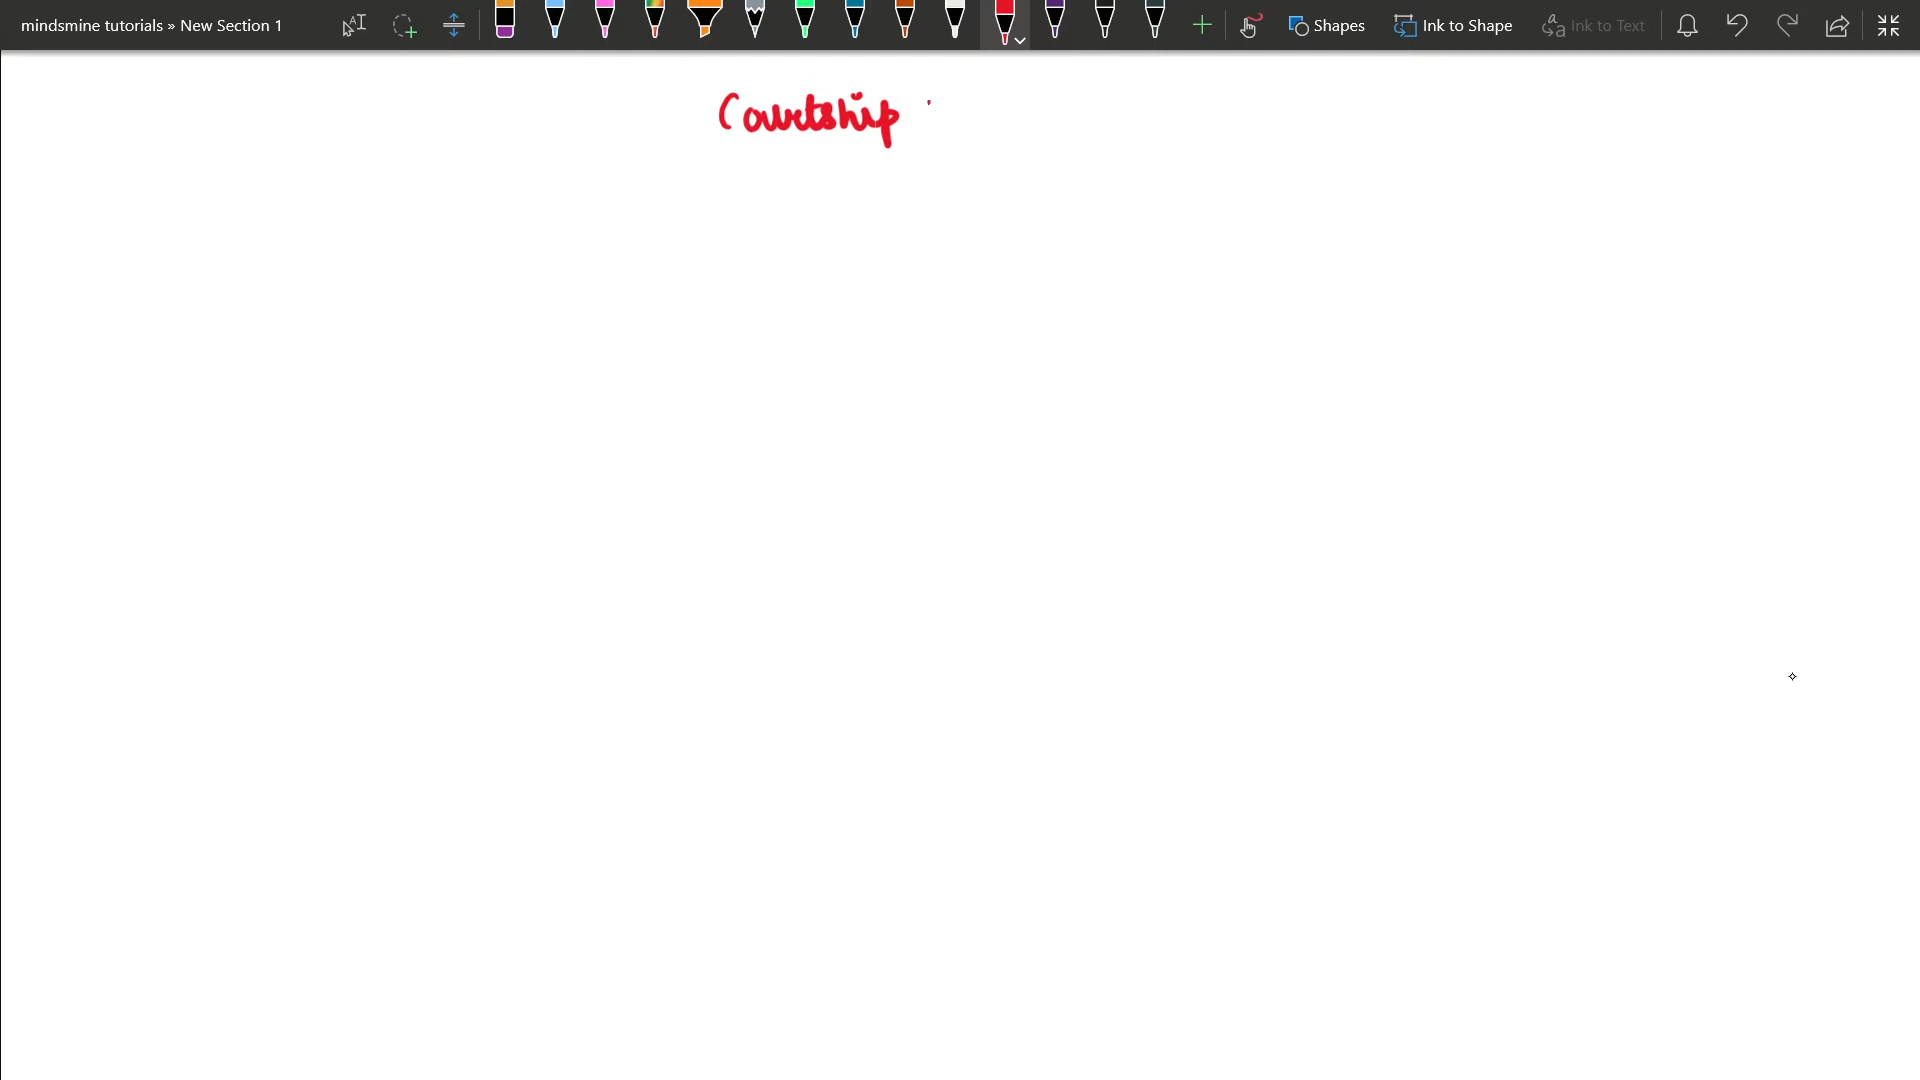 mindsmine tutorials » New Section 1 Shapes Ink to Shape Ink to Text
Courtship